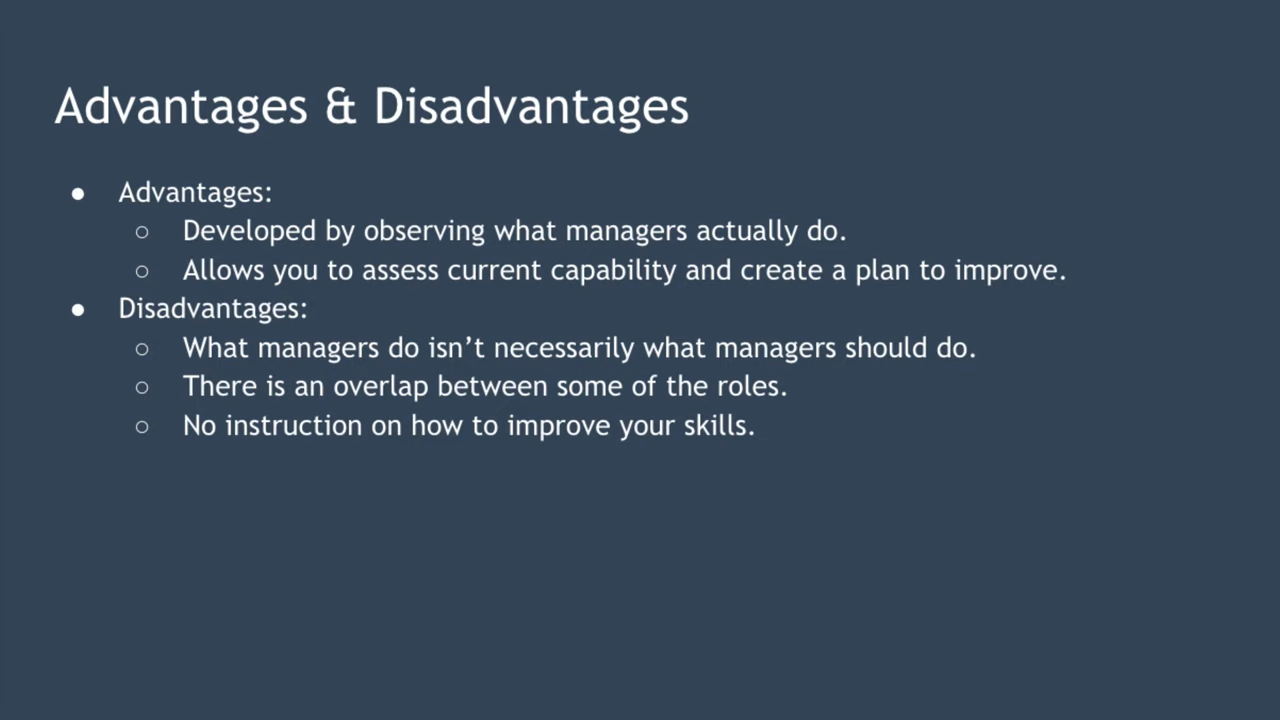 Advantages & Disadvantages
● Advantages:
○ Developed by observing what managers actually do.
○ Allows you to assess current capability and create a plan to improve.
● Disadvantages:
○ What managers do isn’t necessarily what managers should do.
○ There is an overlap between some of the roles.
○ No instruction on how to improve your skills.